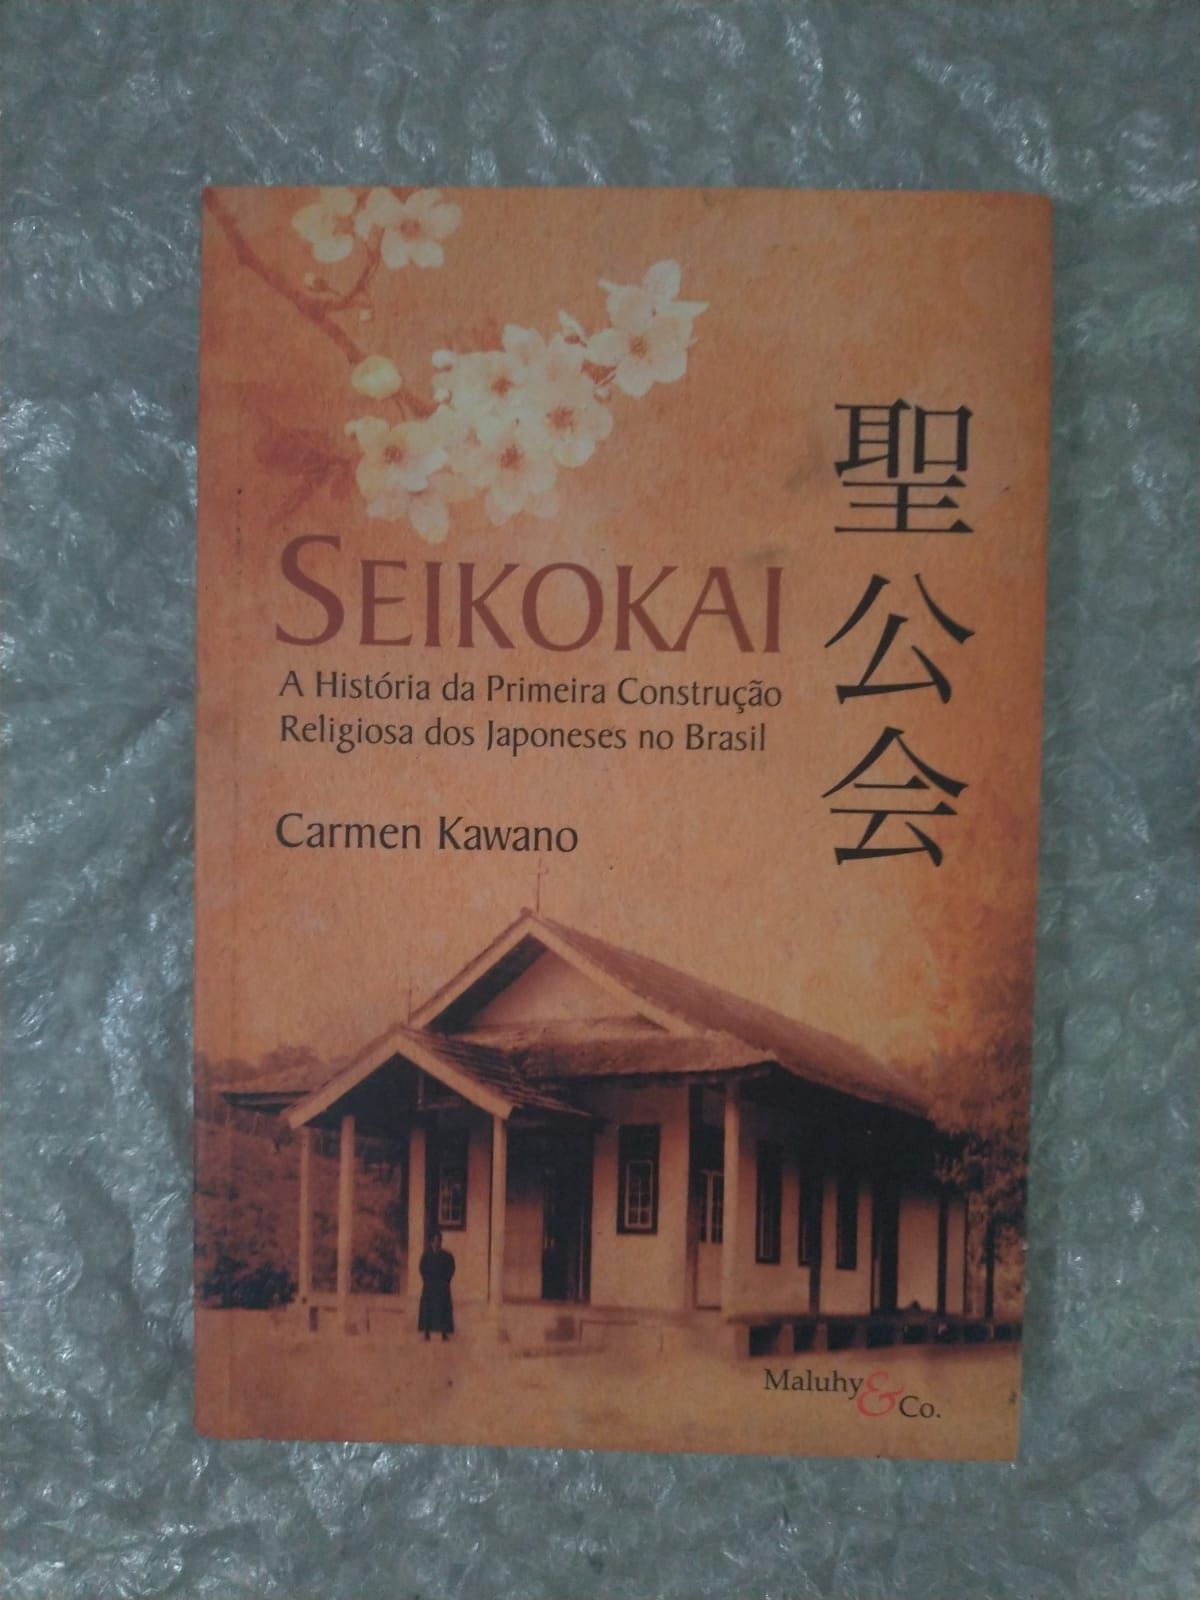 聖公会
SEIKOKAI
A História da Primeira Construção
Religiosa dos Japoneses no Brasil
Carmen Kawano
Maluhy & Co.